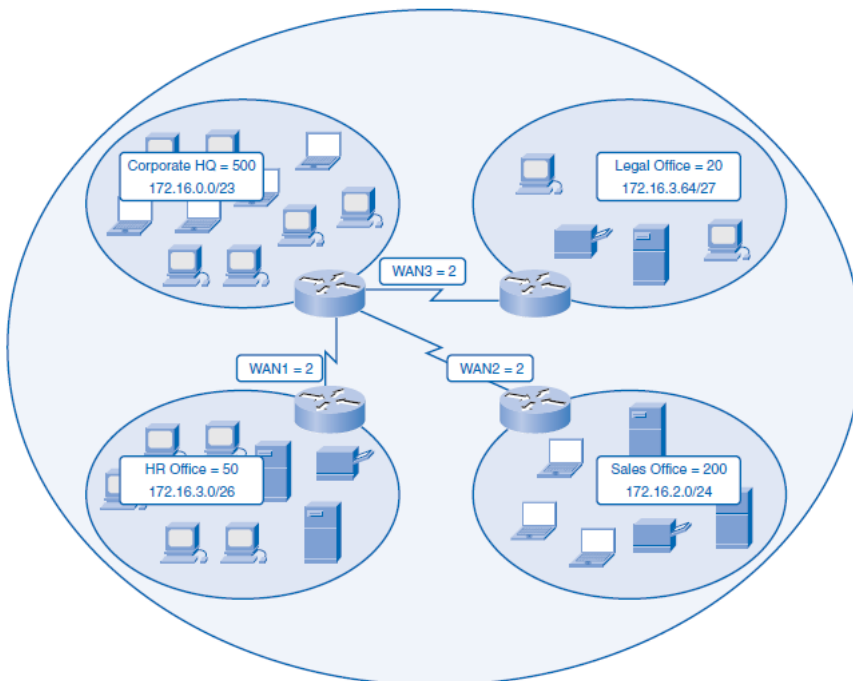 Corporate HQ = 500
172.16.0.0/23
Legal Office = 20
172.16.3.64/27
WAN3 = 2
WAN1 = 2
WAN2 = 2
HR Office = 50
172.16.3.0/26
Sales Office = 200
172.16.2.0/24